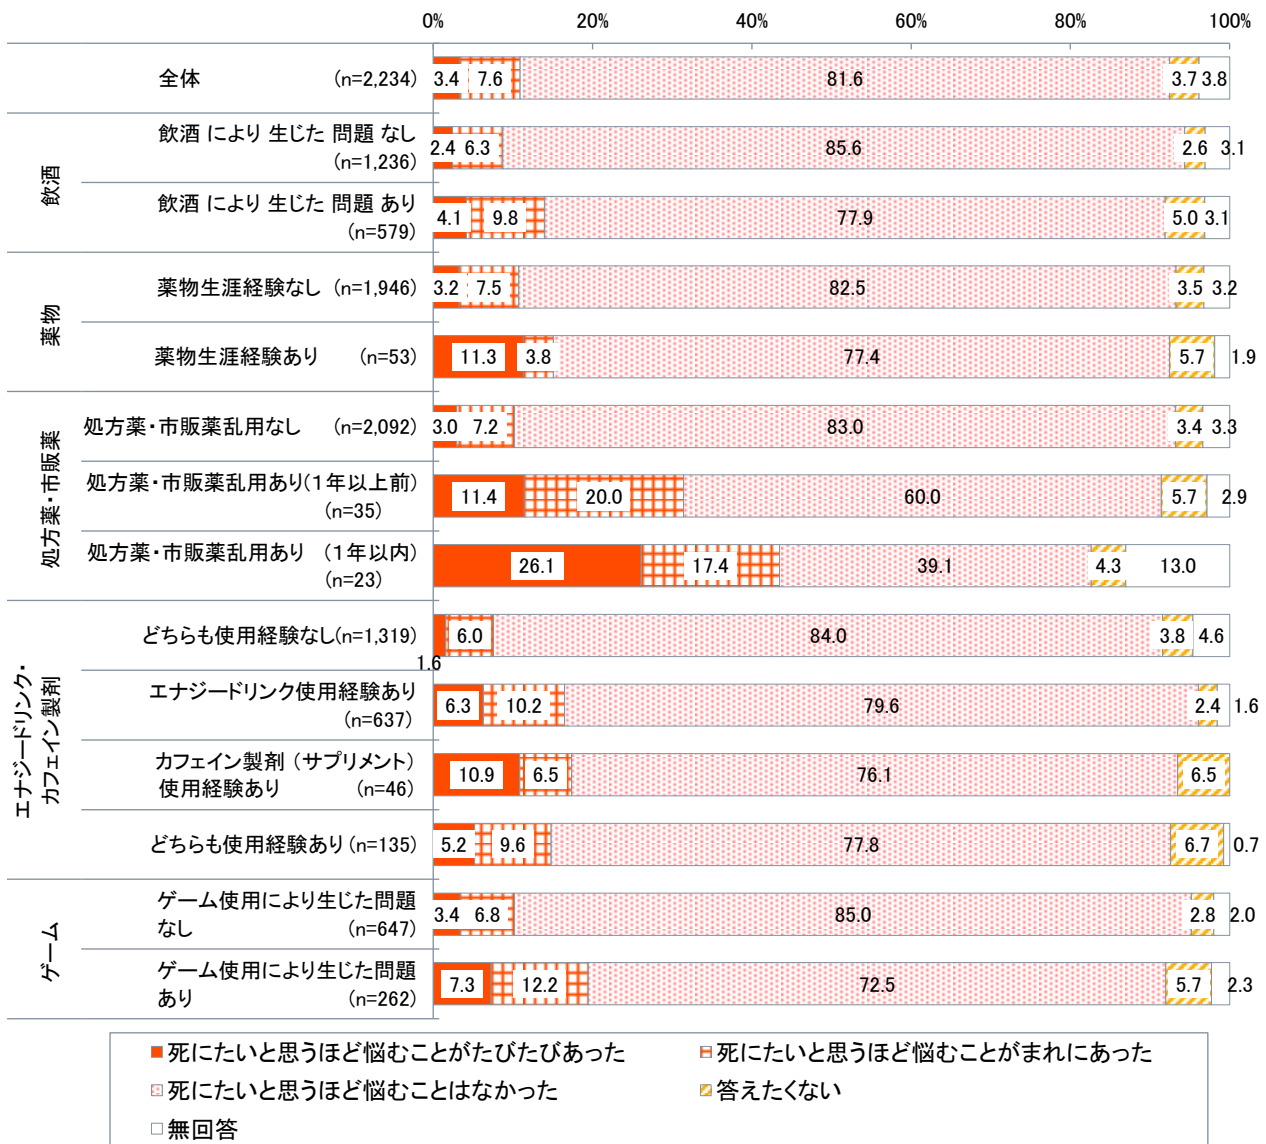 0% 20% 40% 60% 80% 100%
全体 (n=2,234) 3.4 7.6 81.6 3.7 3.8
飲酒
飲酒 により 生じた 問題 なし
(n=1,236) 2.4 6.3 85.6 2.6 3.1
飲酒 により 生じた 問題 あり
(n=579) 4.1 9.8 77.9 5.0 3.1
薬物
薬物生涯経験なし (n=1,946) 3.2 7.5 82.5 3.5 3.2
薬物生涯経験あり (n=53) 11.3 3.8 77.4 5.7 1.9
処方薬・市販薬
処方薬・市販薬乱用なし (n=2,092) 3.0 7.2 83.0 3.4 3.3
処方薬・市販薬乱用あり(1年以上前)
(n=35) 11.4 20.0 60.0 5.7 2.9
処方薬・市販薬乱用あり (1年以内)
(n=23) 26.1 17.4 39.1 4.3 13.0
エナジードリンク・
カフェイン製剤
どちらも使用経験なし(n=1,319) 1.6 6.0 84.0 3.8 4.6
エナジードリンク使用経験あり
(n=637) 6.3 10.2 79.6 2.4 1.6
カフェイン製剤 (サプリメント)
使用経験あり (n=46) 10.9 6.5 76.1 6.5
どちらも使用経験あり (n=135) 5.2 9.6 77.8 6.7 0.7
ゲーム
ゲーム使用により生じた問題
なし (n=647) 3.4 6.8 85.0 2.8 2.0
ゲーム使用により生じた問題
あり (n=262) 7.3 12.2 72.5 5.7 2.3
死にたいと思うほど悩むことがたびたびあった 死にたいと思うほど悩むことがまれにあった
死にたいと思うほど悩むことはなかった 答えたくない
無回答